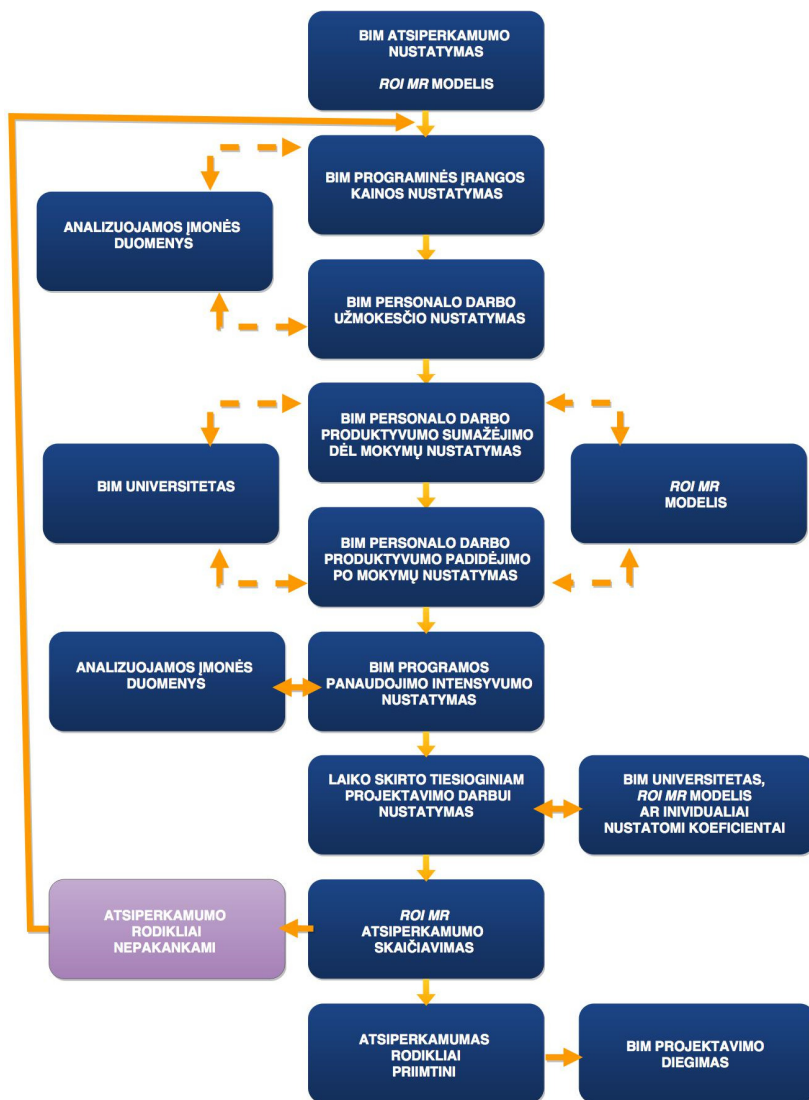 BIM ATSIPERKAMUMO
NUSTATYMAS
ROI MR MODELIS
BIM PROGRAMINĖS ĮRANGOS
KAINOS NUSTATYMAS
ANALIZUOJAMOS ĮMONĖS
DUOMENYS
BIM PERSONALO DARBO
UŽMOKESČIO NUSTATYMAS
BIM PERSONALO DARBO
PRODUKTYVUMO SUMAŽĖJIMO
DĖL MOKYMŲ NUSTATYMAS
BIM UNIVERSITETAS
ROI MR
MODELIS
BIM PERSONALO DARBO
PRODUKTYVUMO PADIDĖJIMO
PO MOKYMŲ NUSTATYMAS
ANALIZUOJAMOS ĮMONĖS
DUOMENYS
BIM PROGRAMOS
PANAUDOJIMO INTENSYVUMO
NUSTATYMAS
LAIKO SKIRTO TIESIOGINIAM
PROJEKTAVIMO DARBUI
NUSTATYMAS
BIM UNIVERSITETAS,
ROI MR MODELIS
AR INIVIDUALIAI
NUSTATOMI KOEFICIENTAI
ATSIPERKAMUMO
RODIKLIAI
NEPAKANKAMI
ROI MR
ATSIPERKAMUMO
SKAIČIAVIMAS
ATSIPERKAMUMAS
RODIKLIAI
PRIIMTINI
BIM PROJEKTAVIMO
DIEGIMAS